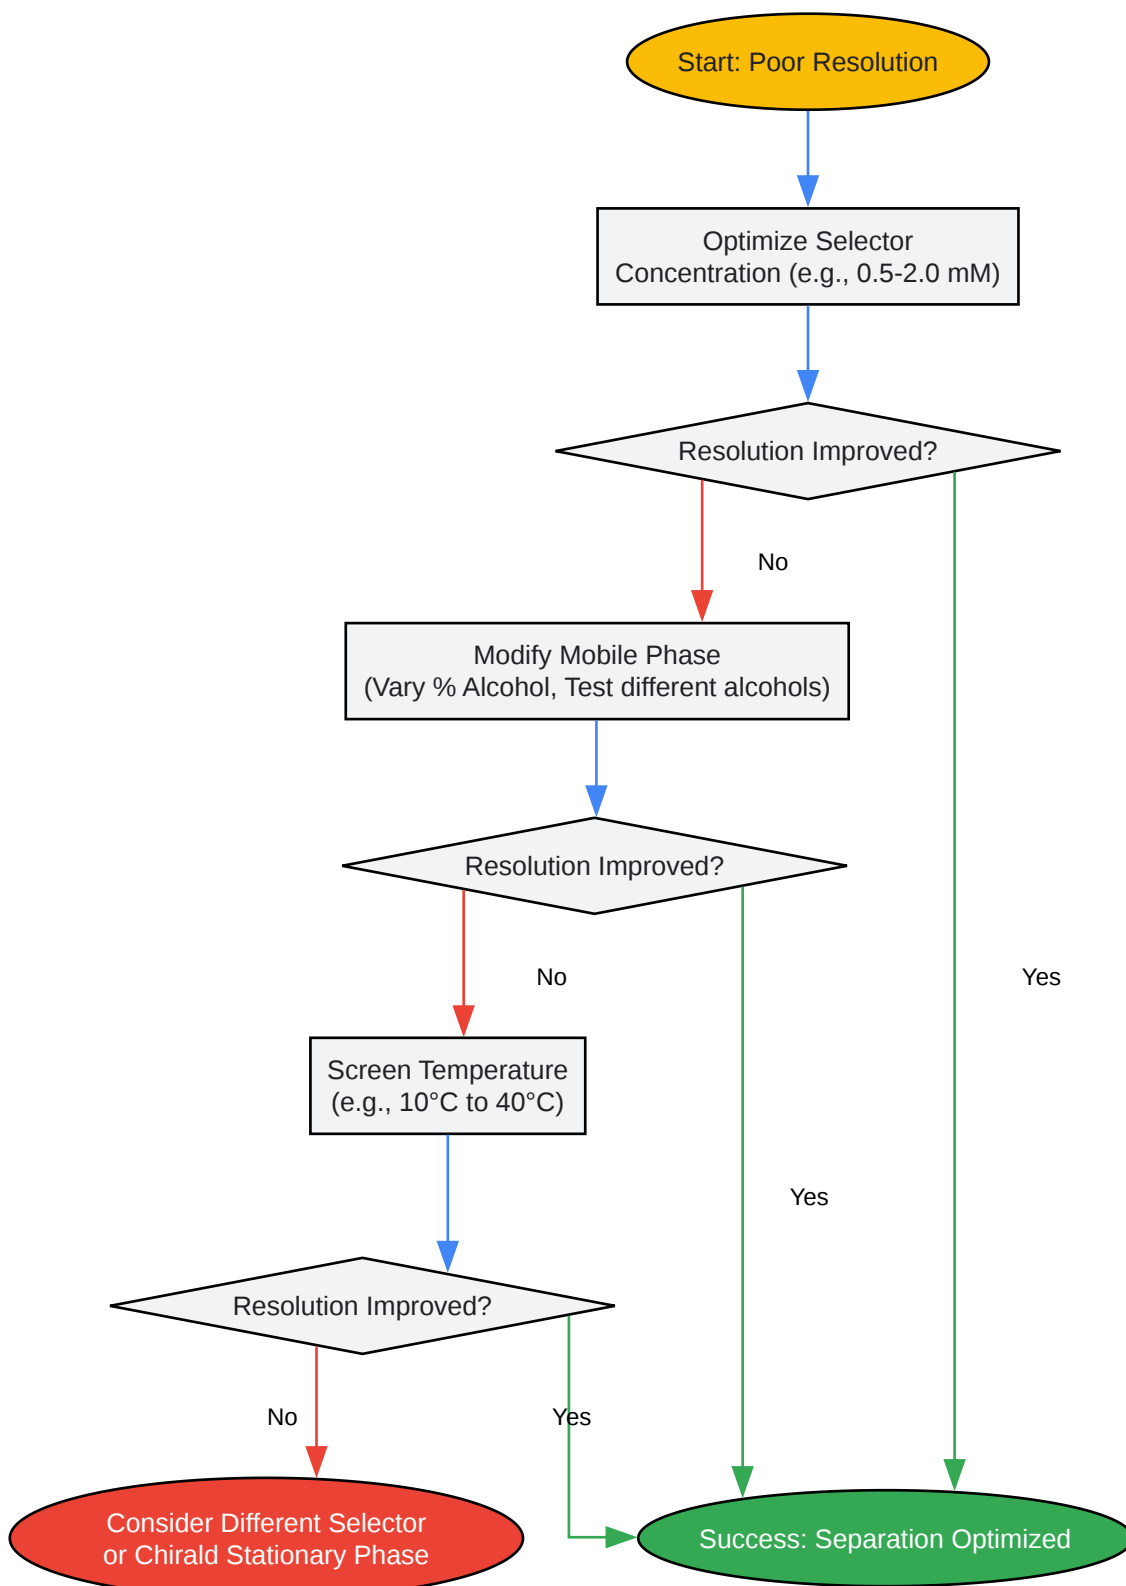 Start: Poor Resolution
Optimize Selector
Concentration (e.g., 0.5-2.0 mM)
Resolution Improved?
No
Modify Mobile Phase
(Vary % Alcohol, Test different alcohols)
Resolution Improved?
No
Yes
Screen Temperature
(e.g., 10°C to 40°C)
Yes
Resolution Improved?
No
Yes
Consider Different Selector
or Chirald Stationary Phase
Success: Separation Optimized